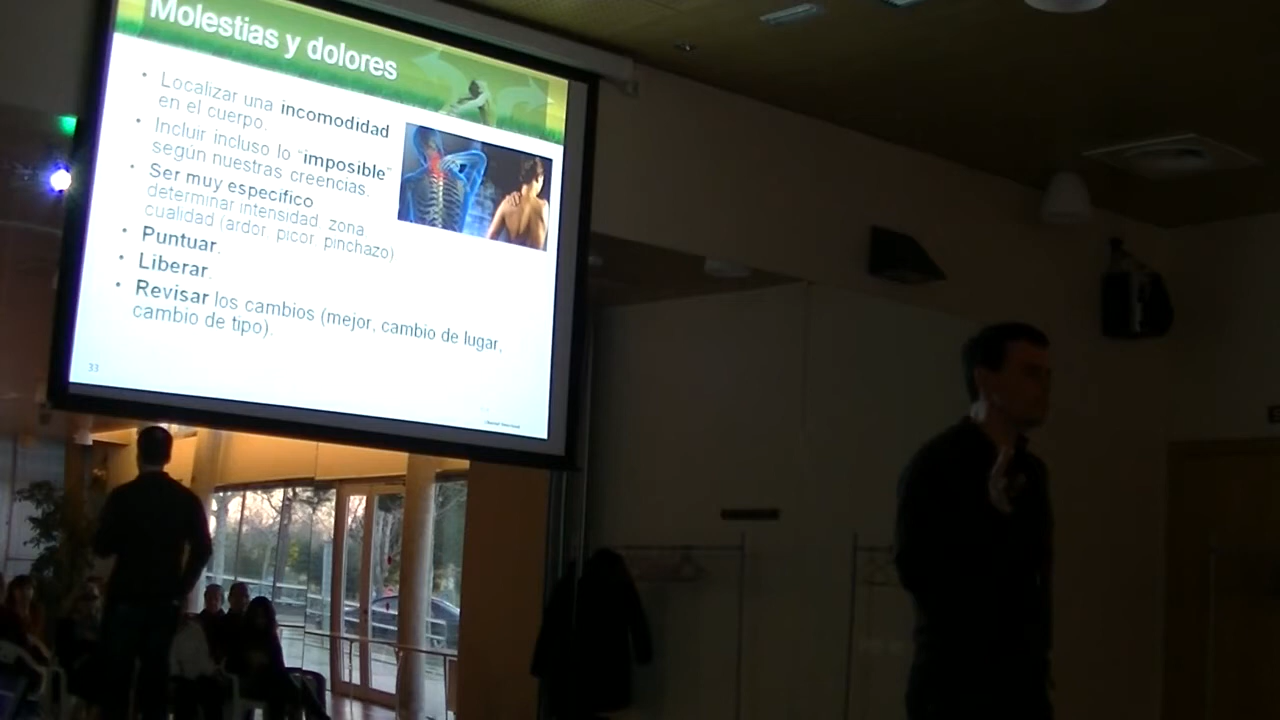 Molestias y dolores
• Localizar una incomodidad
en el cuerpo.
• Incluir incluso lo "imposible"
según nuestras creencias.
• Ser muy específico
determinar intensidad zona
cualidad (ardor, picor, pinchazo)
• Puntuar.
• Liberar.
• Revisar los cambios (mejor, cambio de lugar,
cambio de tipo).
33